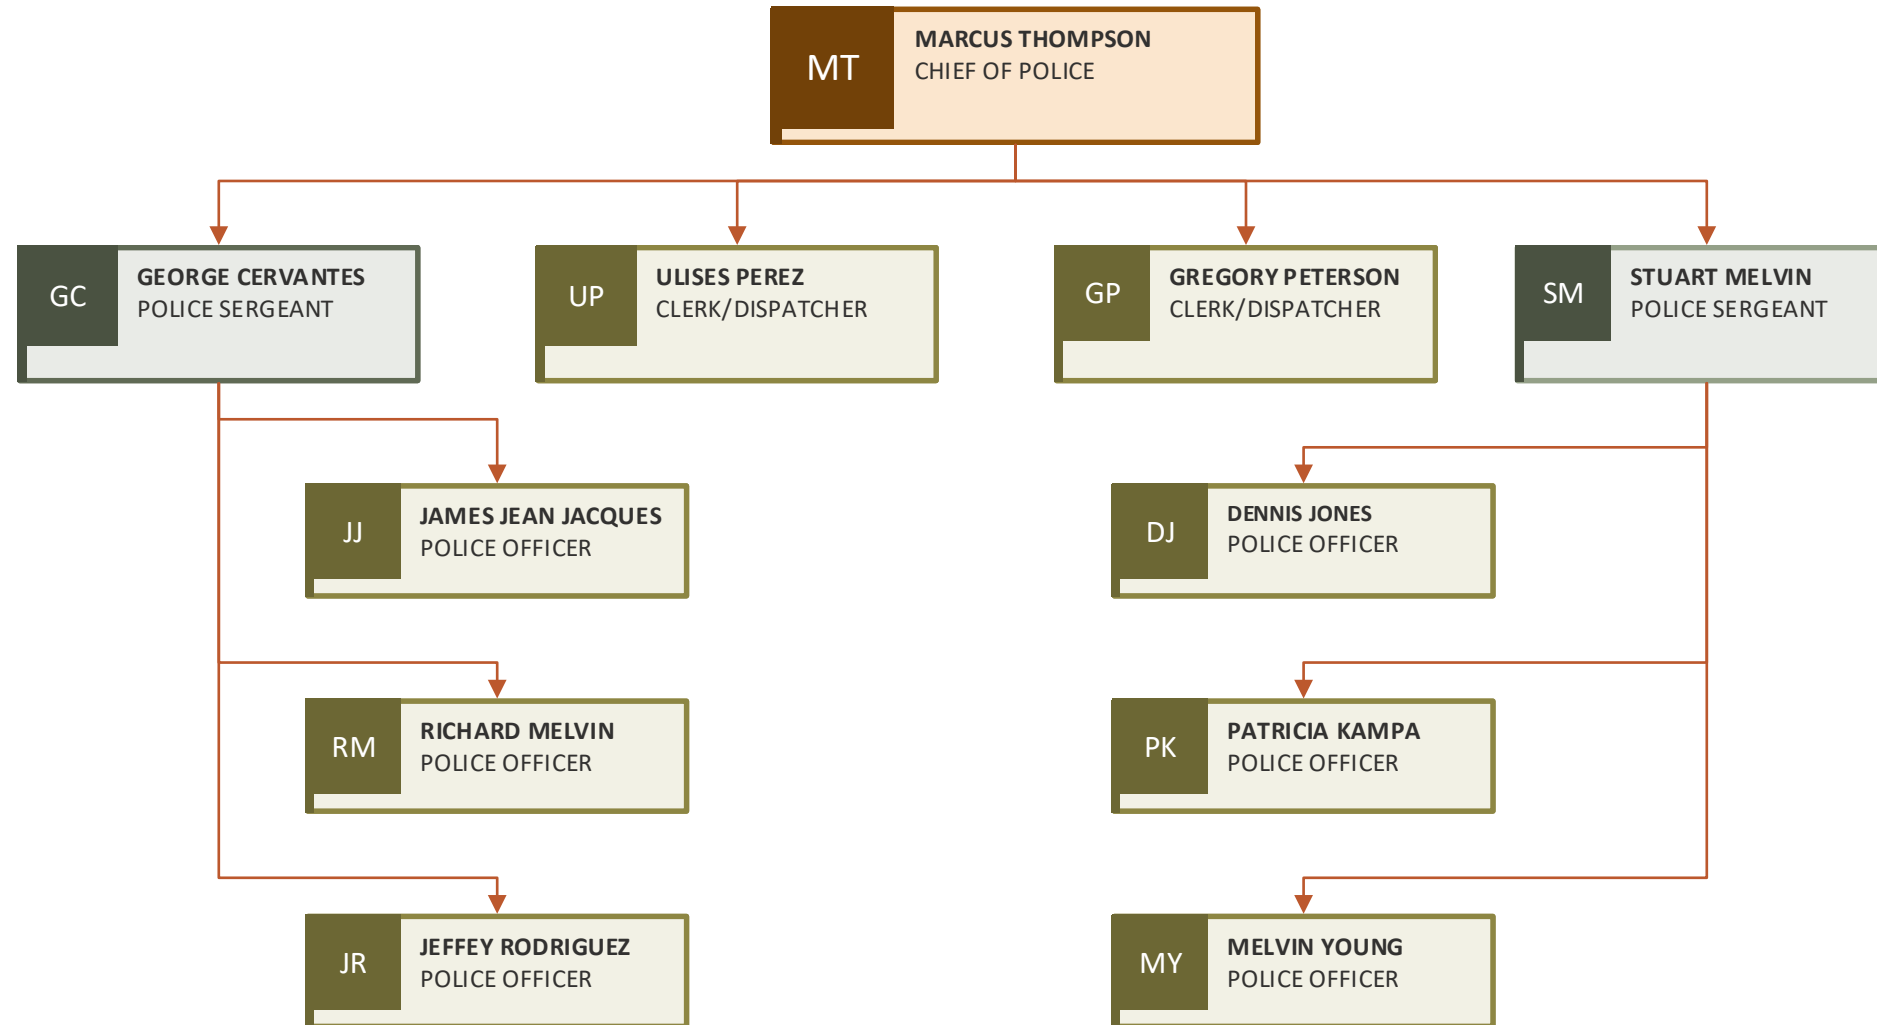 MT
MARCUS THOMPSON
CHIEF OF POLICE
GC
GEORGE CERVANTES
POLICE SERGEANT
UP
ULISES PEREZ
CLERK/DISPATCHER
GP
GREGORY PETERSON
CLERK/DISPATCHER
SM
STUART MELVIN
POLICE SERGEANT
JJ
JAMES JEAN JACQUES
POLICE OFFICER
DJ
DENNIS JONES
POLICE OFFICER
RM
RICHARD MELVIN
POLICE OFFICER
PK
PATRICIA KAMPA
POLICE OFFICER
JR
JEFFEY RODRIGUEZ
POLICE OFFICER
MY
MELVIN YOUNG
POLICE OFFICER